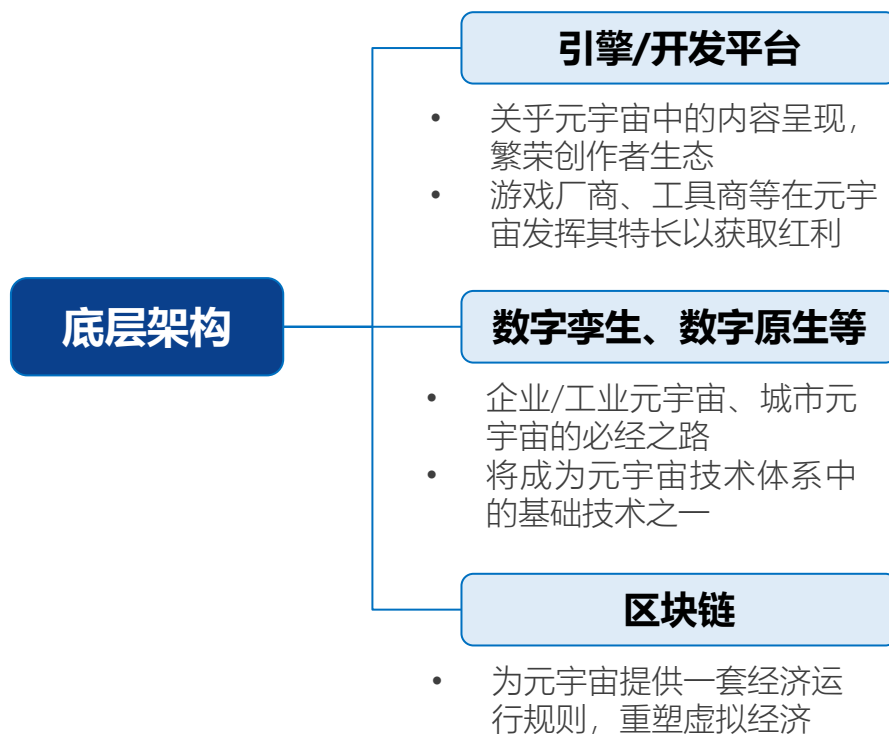 引擎/开发平台
• 关乎元宇宙中的内容呈现，
繁荣创作者生态
• 游戏厂商、工具商等在元宇
宙发挥其特长以获取红利
底层架构
数字孪生、数字原生等
• 企业/工业元宇宙、城市元
宇宙的必经之路
• 将成为元宇宙技术体系中
的基础技术之一
区块链
• 为元宇宙提供一套经济运
行规则，重塑虚拟经济